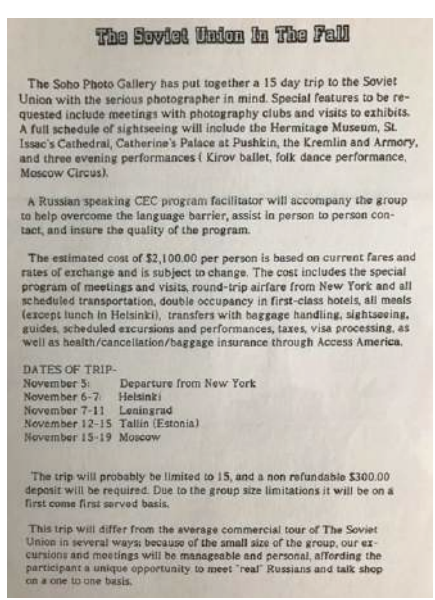 The Soviet Union In The Fall
The Soho Photo Gallery has put together a 15 day trip to the Soviet
Union with the serious photographer in mind. Special features to be re-
quested include meetings with photography clubs and visits to exhibits.
A full schedule of sightseeing will include the Hermitage Museum, St.
Issac's Cathedral, Catherine's Palace at Pushkin, the Kremlin and Armory,
and three evening performances ( Kirov ballet, folk dance performance,
Moscow Circus).
A Russian speaking CEC program facilitator will accompany the group
to help overcome the language barrier, assist in person to person con-
tact, and insure the quality of the program.
The estimated cost of $2,100.00 per person is based on current fares and
rates of exchange and is subject to change. The cost includes the special
program of meetings and visits, round-trip airfare from New York and all
scheduled transportation, double occupancy in first-class hotels, all meals
(except lunch in Helsinki), transfers with baggage handling, sightseeing,
guides, scheduled excursions and performances, taxes, visa processing, as
well as health/cancellation/baggage insurance through Access America.
DATES OF TRIP-
November 5: Departure from New York
November 6-7: Helsinki
November 7-11 Leningrad
November 12-15 Tallin (Estonia)
November 15-19 Moscow
The trip will probably be limited to 15, and a non refundable $300.00
deposit will be required. Due to the group size limitations it will be on a
first come first served basis.
This trip will differ from the average commercial tour of The Soviet
Union in several ways; because of the small size of the group, our ex-
cursions and meetings will be manageable and personal, affording the
participant a unique opportunity to meet "real" Russians and talk shop
on a one to one basis.